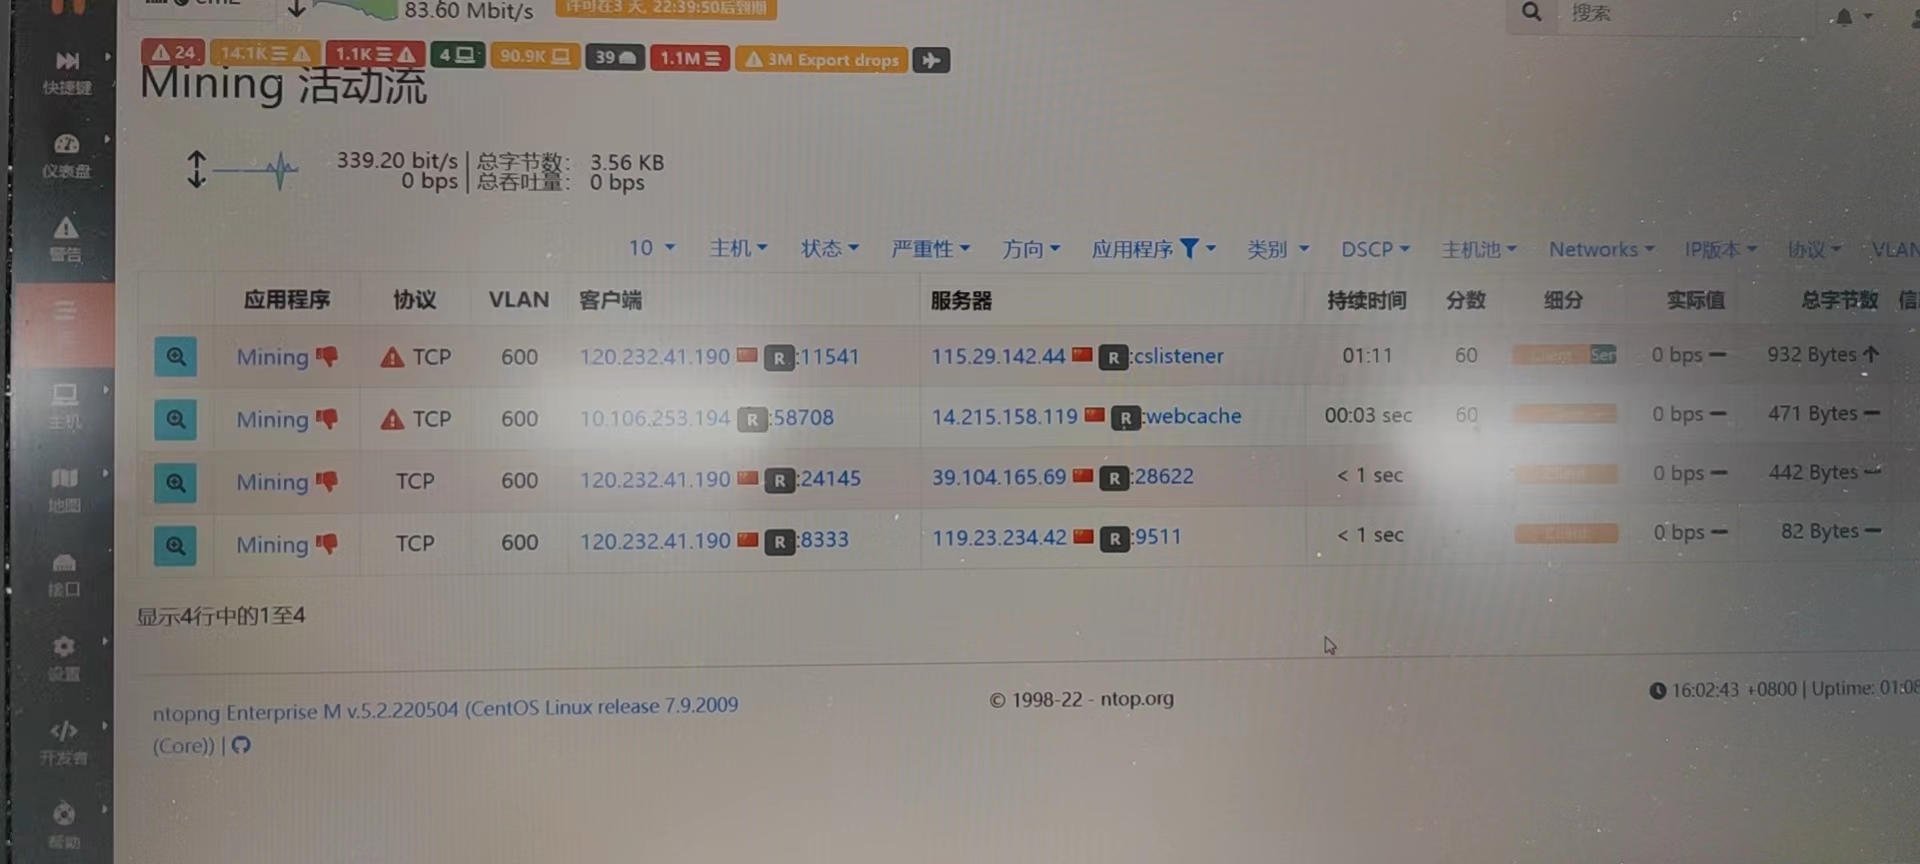 83.60 Mbit/s
许可在3 天, 22:39:50后到期
搜索
24 14.1K 1.1K 4 90.9K 39 1.1M 3M Export drops
Mining 活动流
339.20 bit/s 总字节数: 3.56 KB
0 bps 总吞吐量: 0 bps
快捷键
仪表盘
警告
主机
地图
接口
设置
开发者
帮助
10 主机 状态 严重性 方向 应用程序 类别 DSCP 主机池 Networks IP版本 协议 VLAN
应用程序 协议 VLAN 客户端 服务器 持续时间 分数 细分 实际值 总字节数
Mining TCP 600 120.232.41.190 R :11541 115.29.142.44 R :cslistener 01:11 60 Client Ser 0 bps 932 Bytes
Mining TCP 600 10.106.253.194 R :58708 14.215.158.119 R :webcache 00:03 sec 60 0 bps 471 Bytes
Mining TCP 600 120.232.41.190 R :24145 39.104.165.69 R :28622 < 1 sec Client 0 bps 442 Bytes
Mining TCP 600 120.232.41.190 R :8333 119.23.234.42 R :9511 < 1 sec Client 0 bps 82 Bytes
显示4行中的1至4
ntopng Enterprise M v.5.2.220504 (CentOS Linux release 7.9.2009
(Core)) |
© 1998-22 - ntop.org
16:02:43 +0800 | Uptime: 01:08